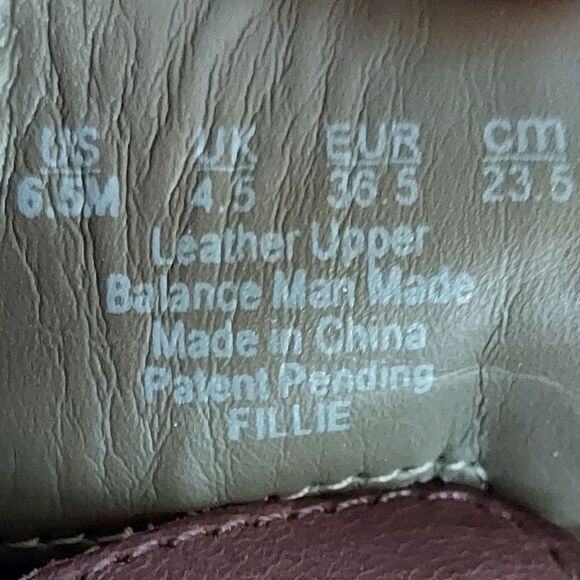 US UK EUR cm
6.5M 4.5 36.5 23.5
Leather Upper
Balance Man Made
Made in China
Patent Pending
FILLIE